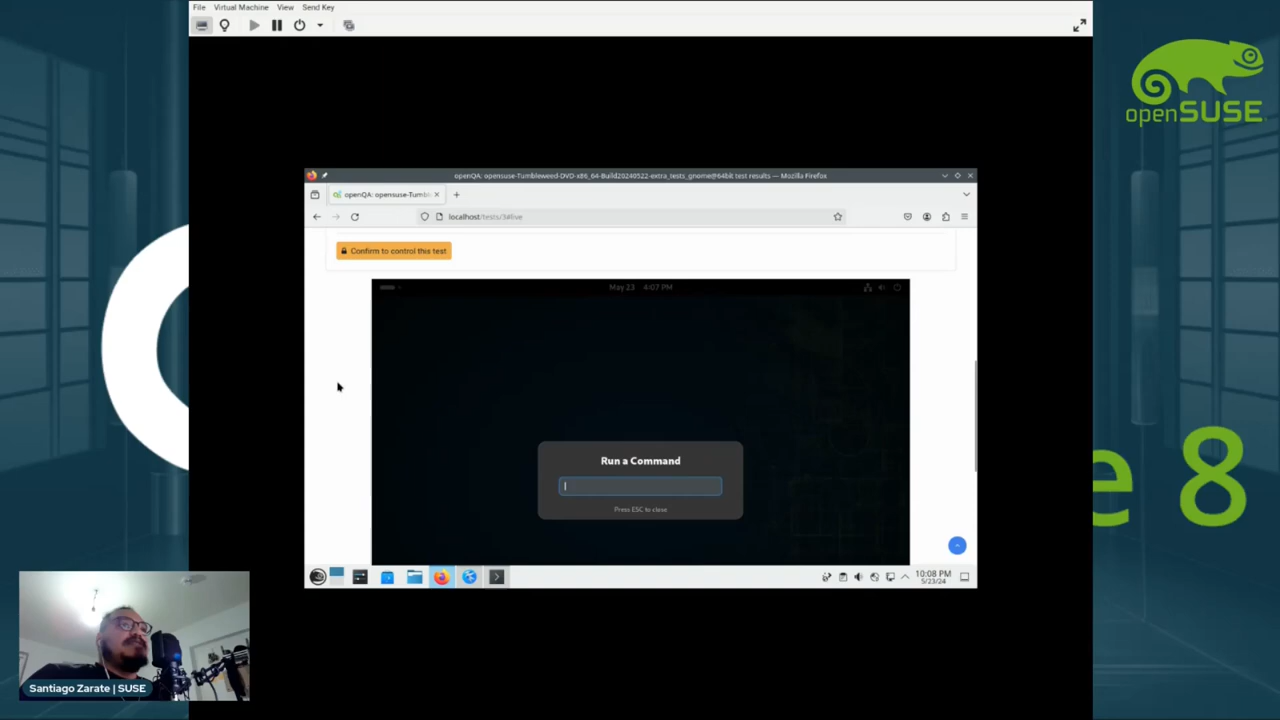 File Virtual Machine View Send Key
openSUSE
openQA: opensuse-Tumbleweed-DVD-x86_64-Build20240522-extra_tests_gnome@64bit test results — Mozilla Firefox
openQA: opensuse-Tumbl
localhost/tests/3#live
Confirm to control this test
May 23 4:07 PM
Run a Command
Press ESC to close
e 8
10:08 PM
5/23/24
Santiago Zarate | SUSE